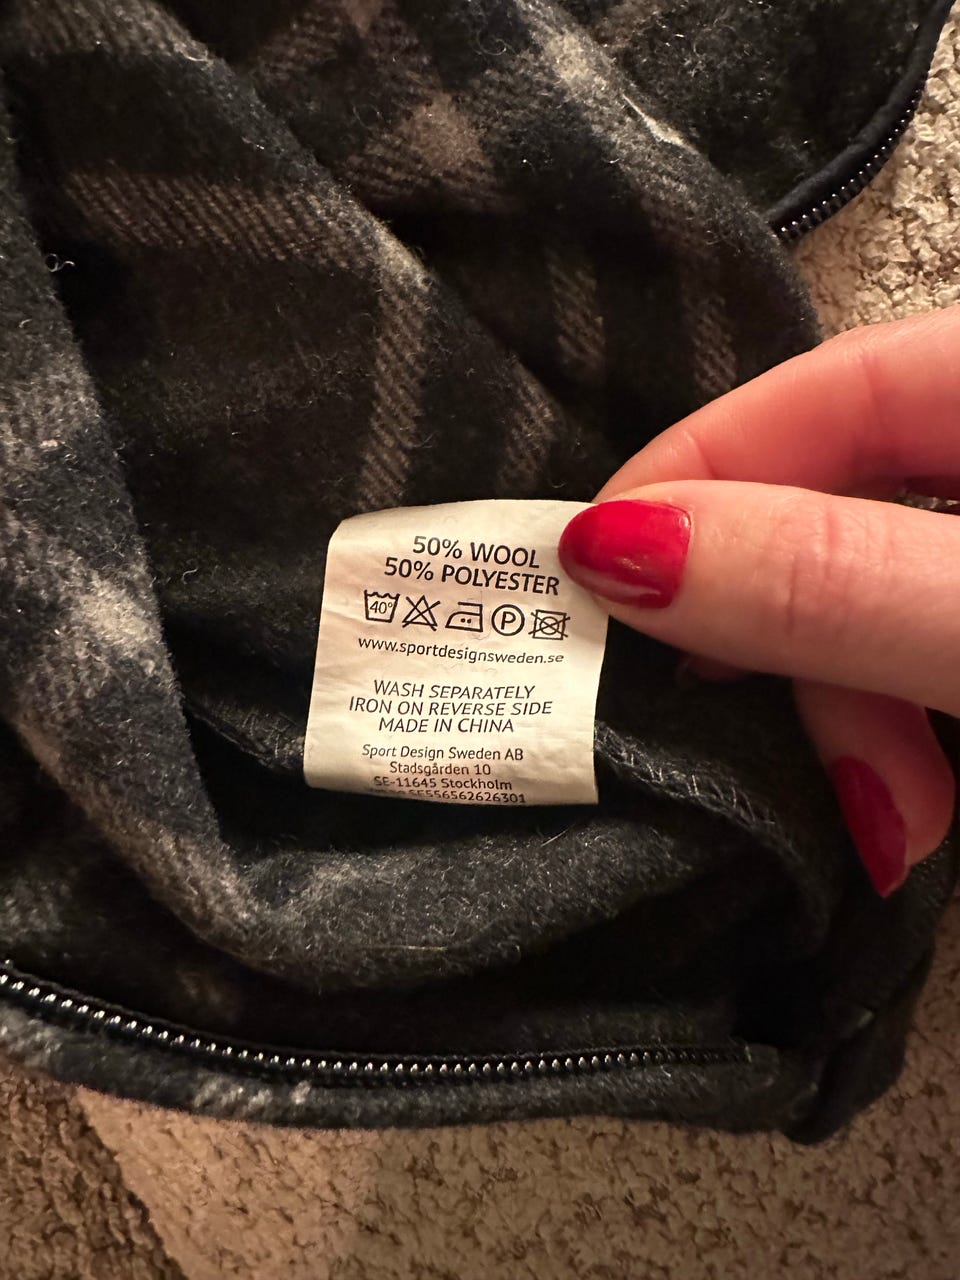 50% WOOL
50% POLYESTER
40° P
www.sportdesignsweden.se
WASH SEPARATELY
IRON ON REVERSE SIDE
MADE IN CHINA
Sport Design Sweden AB
Stadsgården 10
SE-11645 Stockholm
SE556562626301